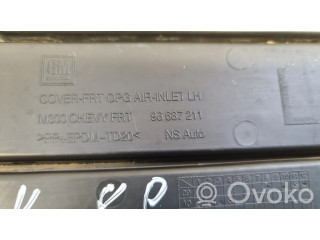 GM
COVER-FRT OPG AIR-INLET LH
M300 CHEVY FRT 96 687 211
>PP+EPDM-TD20< NS Auto
OVOKO